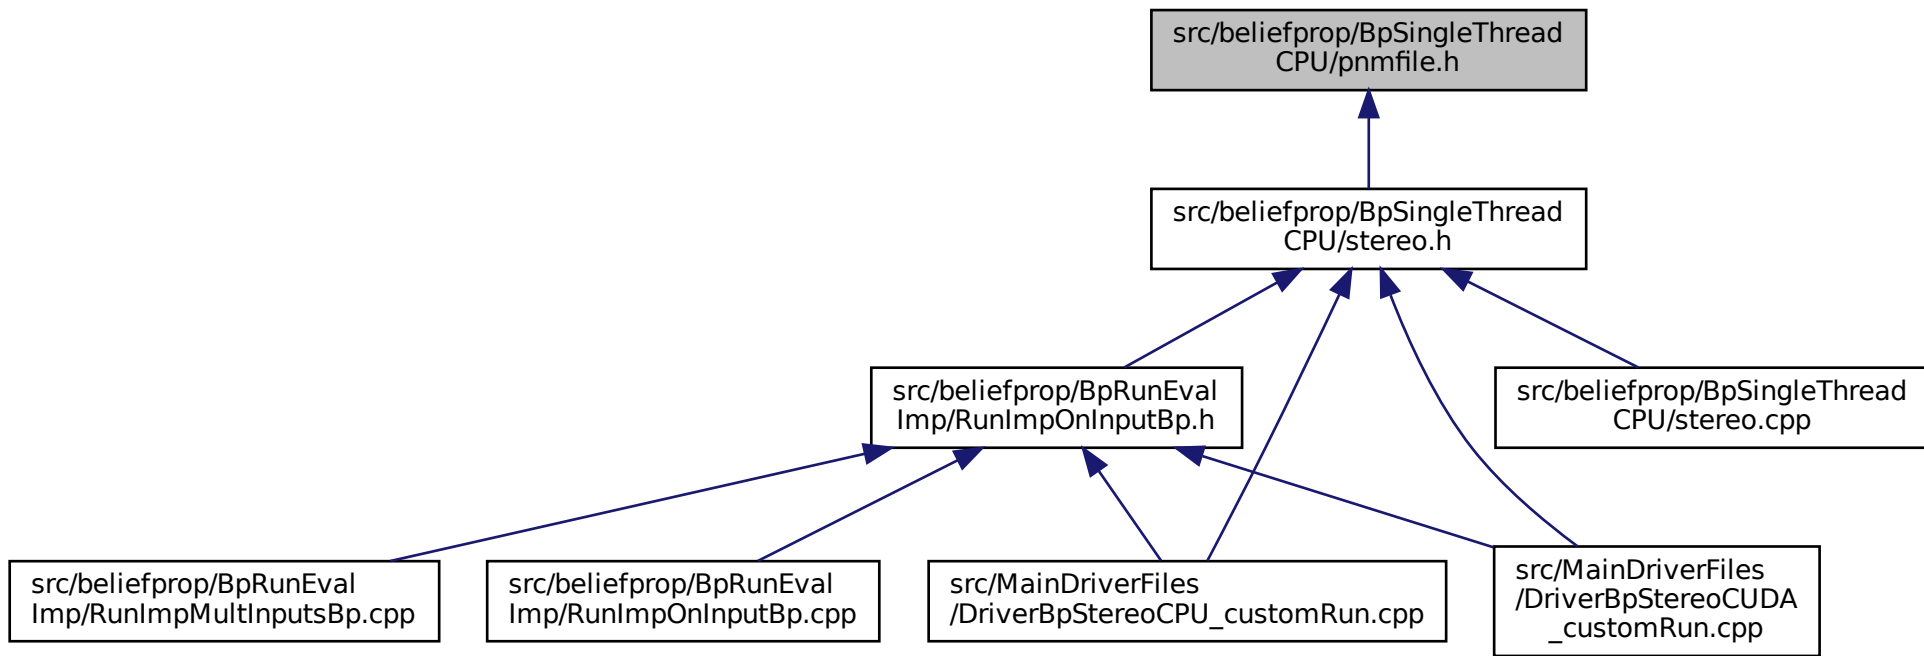 src/beliefprop/BpSingleThread
CPU/pnmfile.h
src/beliefprop/BpSingleThread
CPU/stereo.h
src/beliefprop/BpRunEval
Imp/RunImpOnInputBp.h
src/beliefprop/BpSingleThread
CPU/stereo.cpp
src/beliefprop/BpRunEval
Imp/RunImpMultInputsBp.cpp
src/beliefprop/BpRunEval
Imp/RunImpOnInputBp.cpp
src/MainDriverFiles
/DriverBpStereoCPU_customRun.cpp
src/MainDriverFiles
/DriverBpStereoCUDA
_customRun.cpp